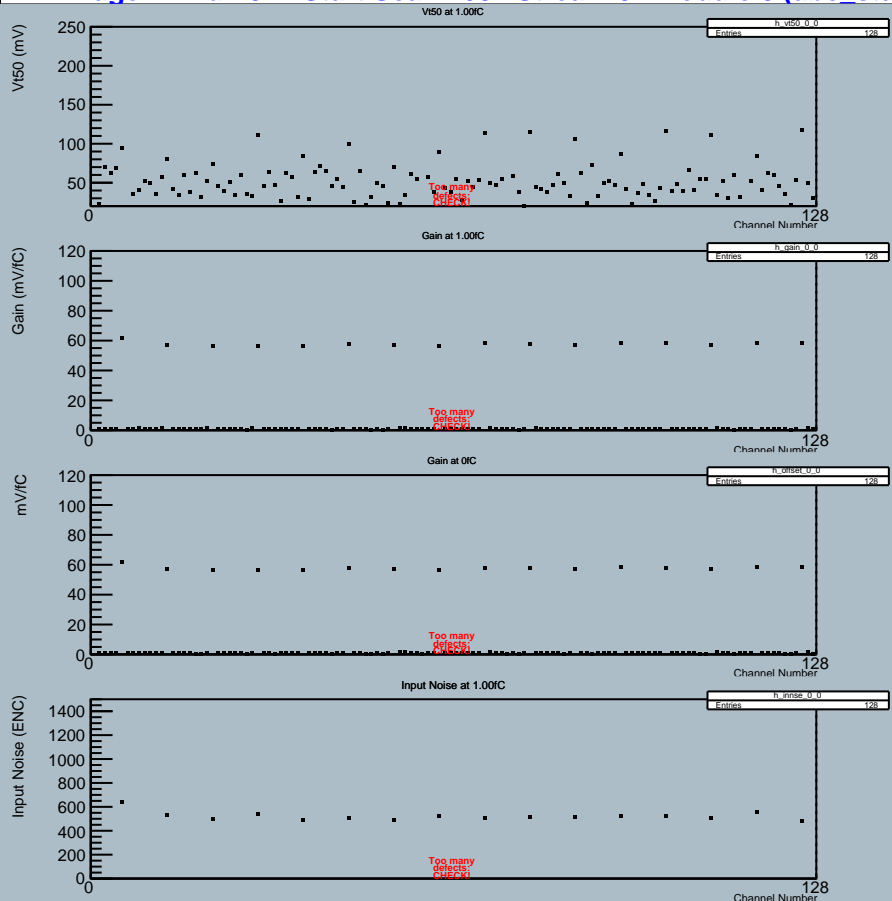 Vt50 at 1.00fC
h_vt50_0_0
Entries 128
Vt50 (mV)
250
200
150
100
50
Too many
defects:
CHECK!
0
128
Channel Number
Gain at 1.00fC
h_gain_0_0
Entries 128
Gain (mV/fC)
120
100
80
60
40
20
0
Too many
defects:
CHECK!
0
128
Channel Number
Gain at 0fC
h_offset_0_0
Entries 128
mV/fC
120
100
80
60
40
20
0
Too many
defects:
CHECK!
0
128
Channel Number
Input Noise at 1.00fC
h_innse_0_0
Entries 128
Input Noise (ENC)
1400
1200
1000
800
600
400
200
0
Too many
defects:
CHECK!
0
128
Channel Number